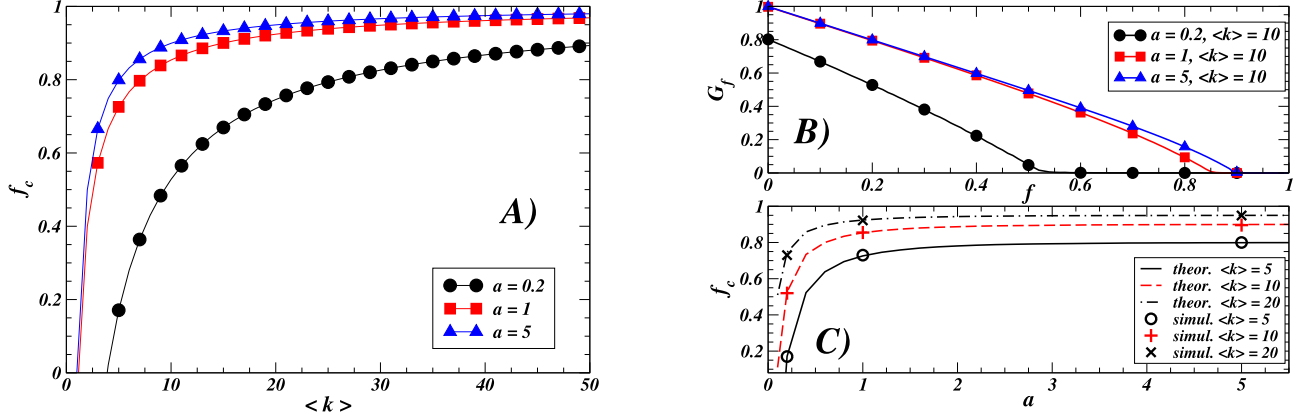 1
0.8
0.6
0.4
0.2
0
f_c
0 10 20 30 40 50
< k >
A)
a = 0.2
a = 1
a = 5
1
0.8
0.6
0.4
0.2
0
G_f
0 0.2 0.4 0.6 0.8 1
f
B)
a = 0.2, <k> = 10
a = 1, <k> = 10
a = 5, <k> = 10
1
0.8
0.6
0.4
0.2
f_c
0 1 2 3 4 5
a
C)
theor. <k> = 5
theor. <k> = 10
theor. <k> = 20
simul. <k> = 5
simul. <k> = 10
simul. <k> = 20